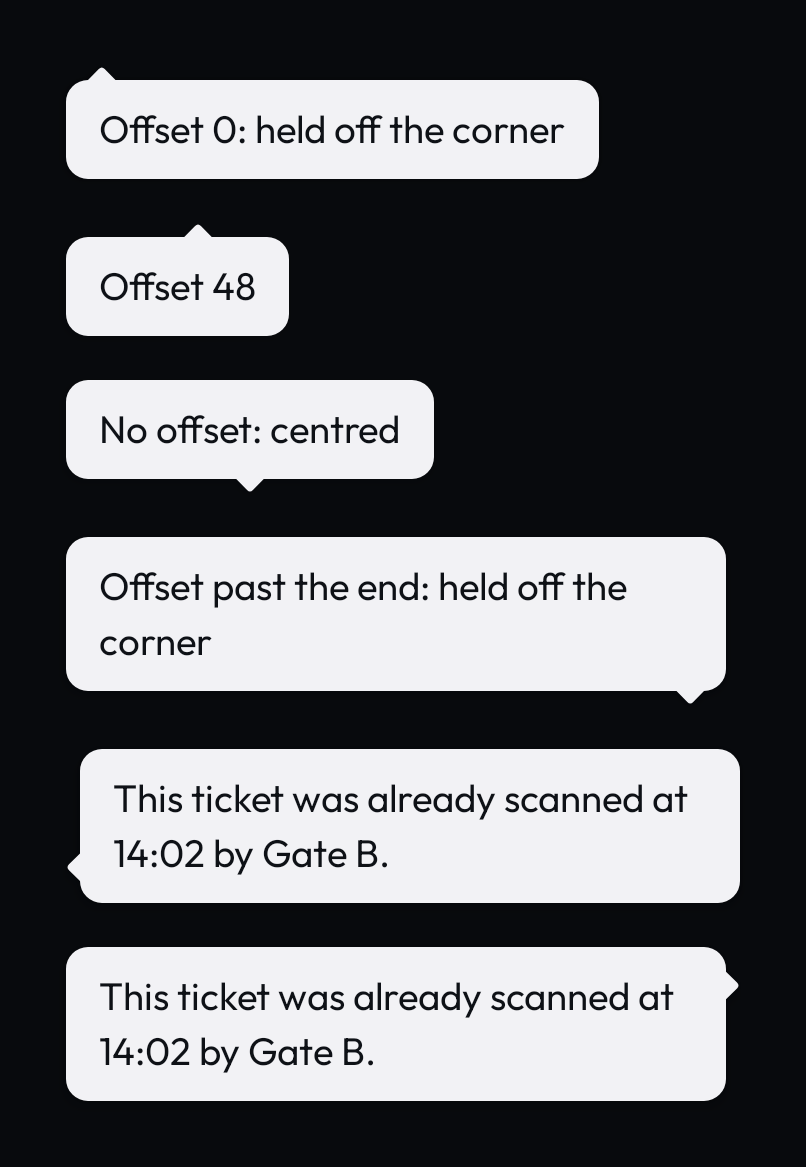 Offset 0: held off the corner
Offset 48
No offset: centred
Offset past the end: held off the
corner
This ticket was already scanned at
14:02 by Gate B.
This ticket was already scanned at
14:02 by Gate B.